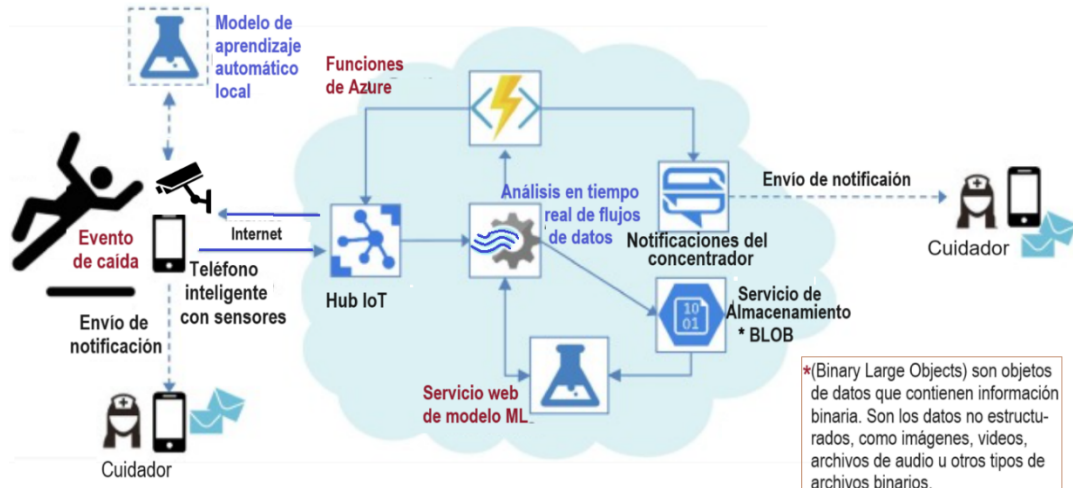 Modelo de
aprendizaje
automático
local
Funciones
de Azure
Análisis en tiempo
real de flujos
de datos
Envío de notificaión
Internet
Evento
de caída
Teléfono
inteligente
con sensores
Hub IoT
Notificaciones del
concentrador
Cuidador
Servicio de
Almacenamiento
* BLOB
10
01
Envío de
notificación
Servicio web
de modelo ML
Cuidador
*(Binary Large Objects) son objetos
de datos que contienen información
binaria. Son los datos no estructu-
rados, como imágenes, videos,
archivos de audio u otros tipos de
archivos binarios.